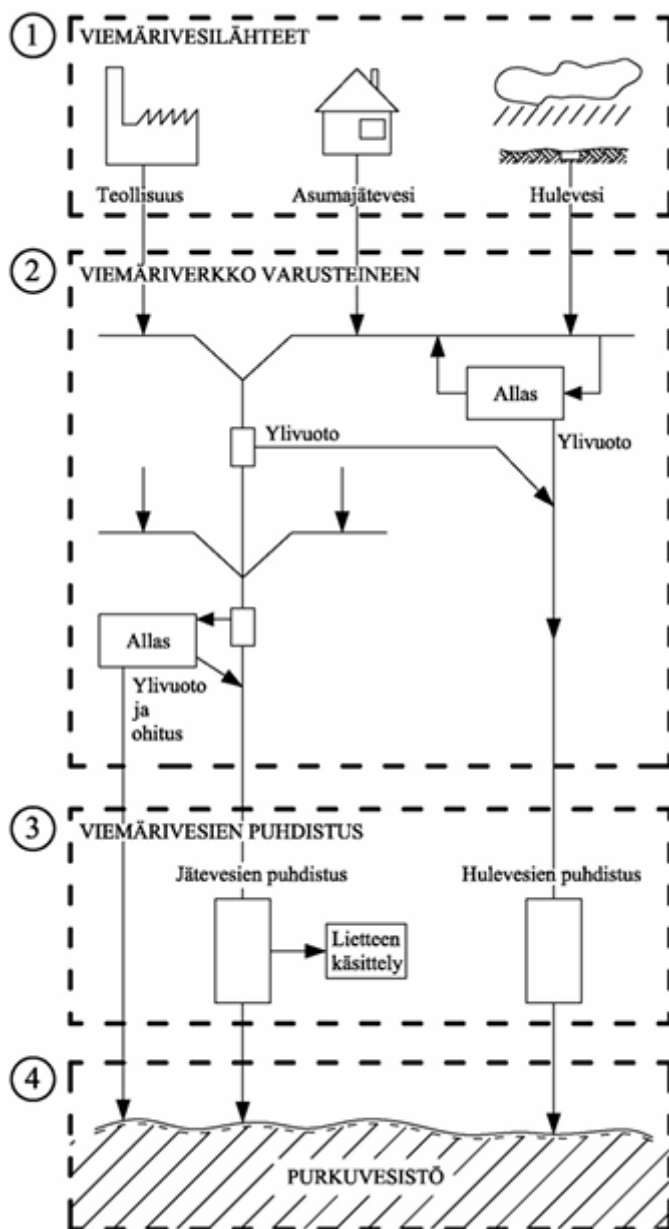 1
VIEMÄRIVESILÄHTEET
Teollisuus
Asumajätevesi
Hulevesi
2
VIEMÄRIVERKKO VARUSTEINEEN
Allas
Ylivuoto
Ylivuoto
Allas
Ylivuoto
ja
ohitus
3
VIEMÄRIVESIEN PUHDISTUS
Jätevesien puhdistus
Hulevesien puhdistus
Lietteen
käsittely
4
PURKUVESISTÖ